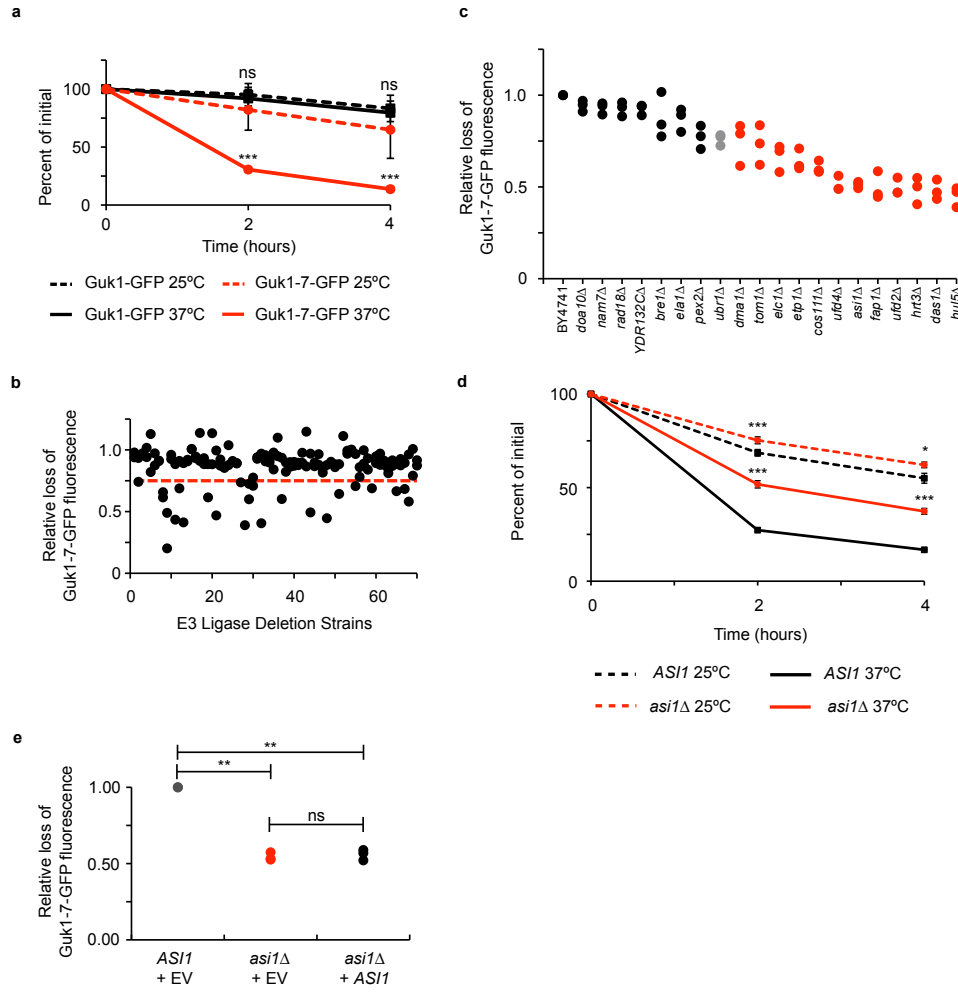 a
Percent of initial
100
75
50
25
0
ns
ns
***
***
0
2
4
Time (hours)
Guk1-GFP 25ºC
Guk1-7-GFP 25ºC
Guk1-GFP 37ºC
Guk1-7-GFP 37ºC
b
Relative loss of
Guk1-7-GFP fluorescence
1.0
0.5
0
0
20
40
60
E3 Ligase Deletion Strains
c
Relative loss of
Guk1-7-GFP fluorescence
1.0
0.5
0
BY4741
doa10Δ
nam7Δ
rad18Δ
YDR132CΔ
bre1Δ
ela1Δ
pex2Δ
ubr1Δ
dma1Δ
tom1Δ
elc1Δ
etp1Δ
cos111Δ
ufd4Δ
asi1Δ
fap1Δ
ufd2Δ
hrt3Δ
das1Δ
hul5Δ
d
Percent of initial
100
50
0
***
*
***
***
0
2
4
Time (hours)
ASI1 25ºC
ASI1 37ºC
asi1Δ 25ºC
asi1Δ 37ºC
e
Relative loss of
Guk1-7-GFP fluorescence
1.00
0.50
0.00
**
**
ns
ASI1
+ EV
asi1Δ
+ EV
asi1Δ
+ ASI1